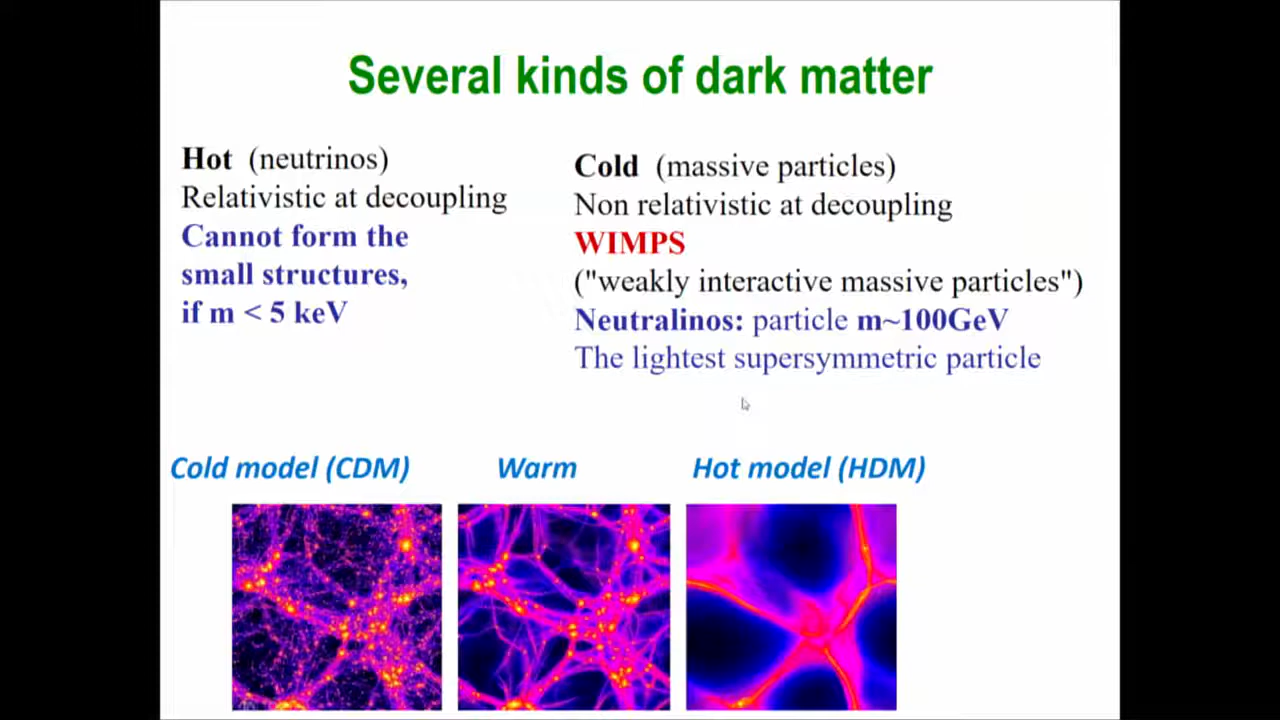 Several kinds of dark matter
Hot (neutrinos)
Relativistic at decoupling
Cannot form the
small structures,
if m < 5 keV
Cold (massive particles)
Non relativistic at decoupling
WIMPS
("weakly interactive massive particles")
Neutralinos: particle m~100GeV
The lightest supersymmetric particle
Cold model (CDM)
Warm
Hot model (HDM)